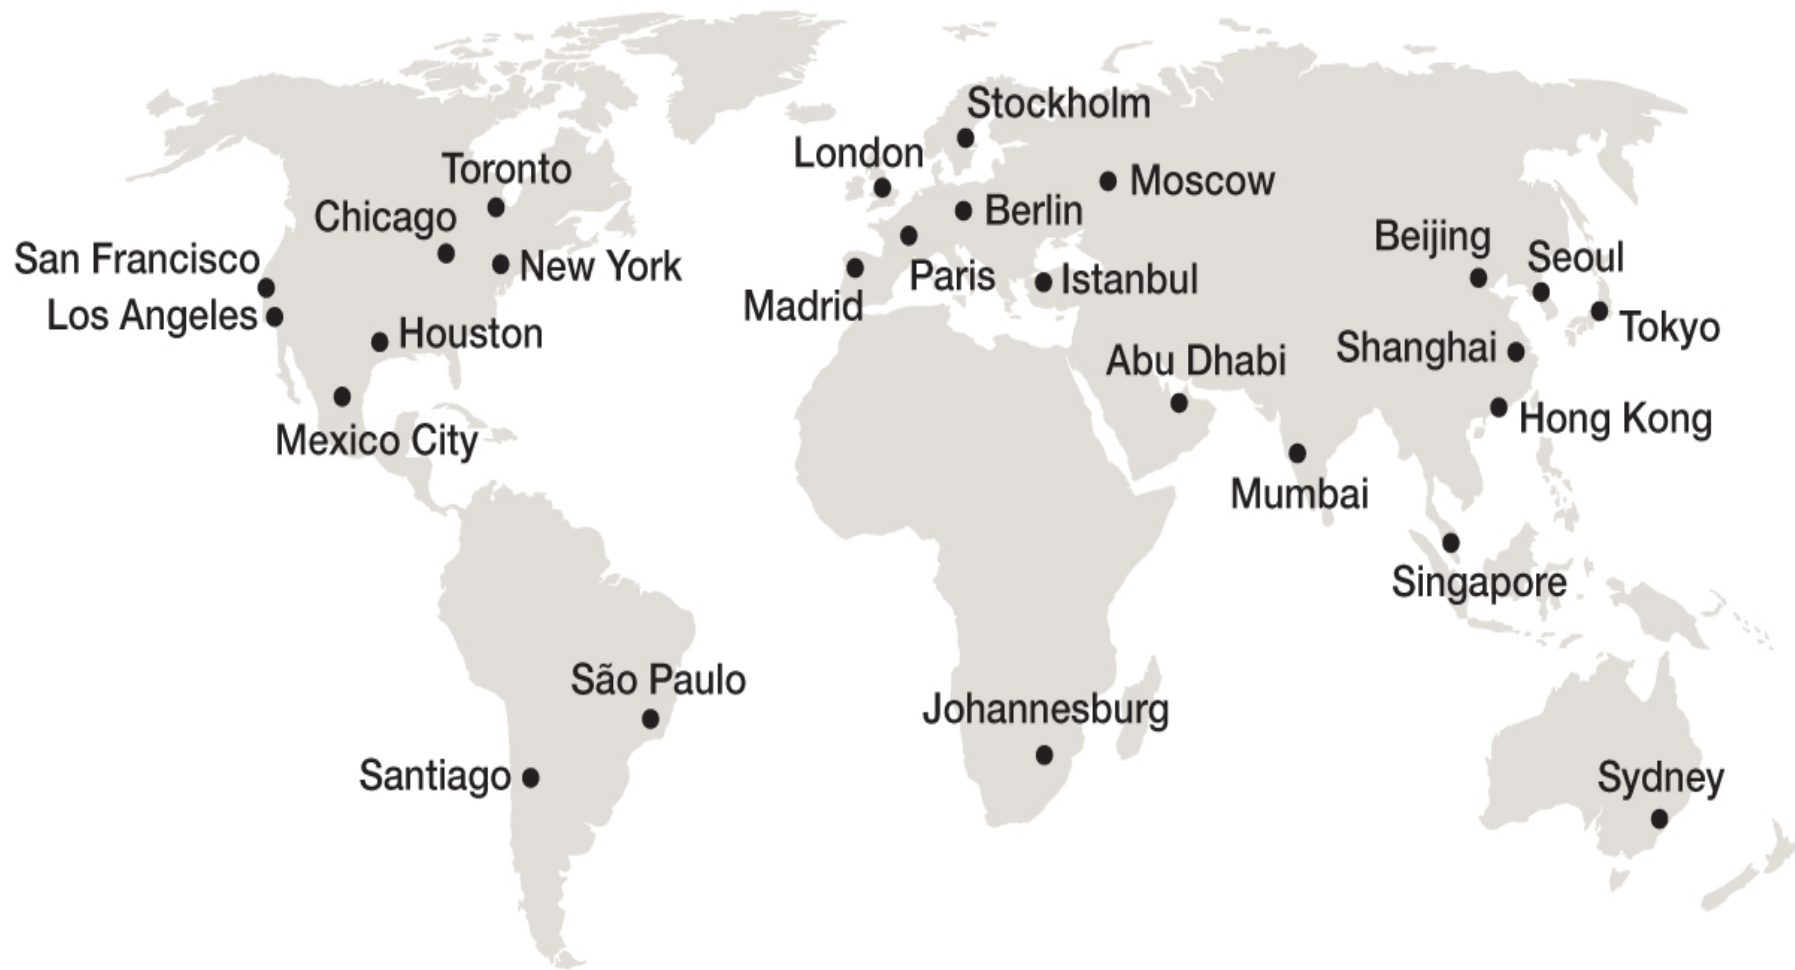 Stockholm
London
Toronto
Moscow
Berlin
Chicago
Beijing
Seoul
San Francisco
New York
Paris
Istanbul
Madrid
Los Angeles
Houston
Tokyo
Shanghai
Abu Dhabi
Hong Kong
Mexico City
Mumbai
Singapore
São Paulo
Johannesburg
Santiago
Sydney